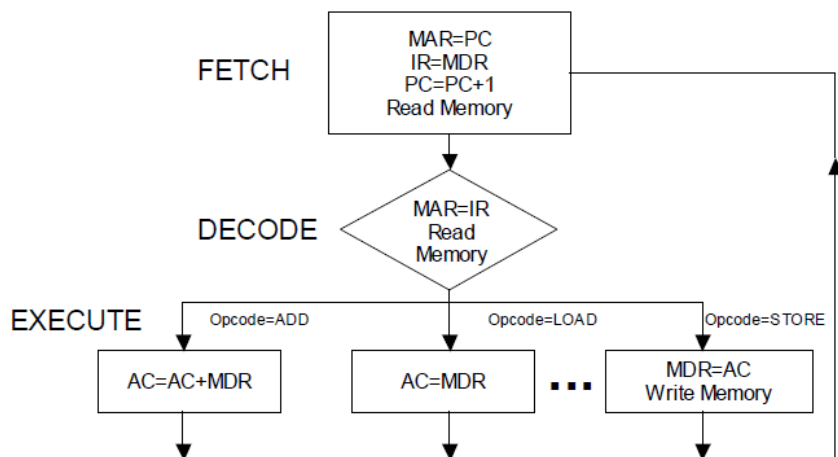 FETCH
MAR=PC
IR=MDR
PC=PC+1
Read Memory
DECODE
MAR=IR
Read
Memory
EXECUTE
Opcode=ADD
Opcode=LOAD
Opcode=STORE
AC=AC+MDR
AC=MDR
...
MDR=AC
Write Memory